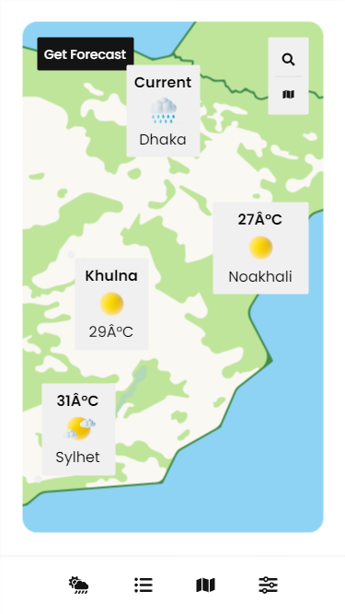 Get Forecast
Current
Dhaka
27Â°C
Noakhali
Khulna
29Â°C
31Â°C
Sylhet